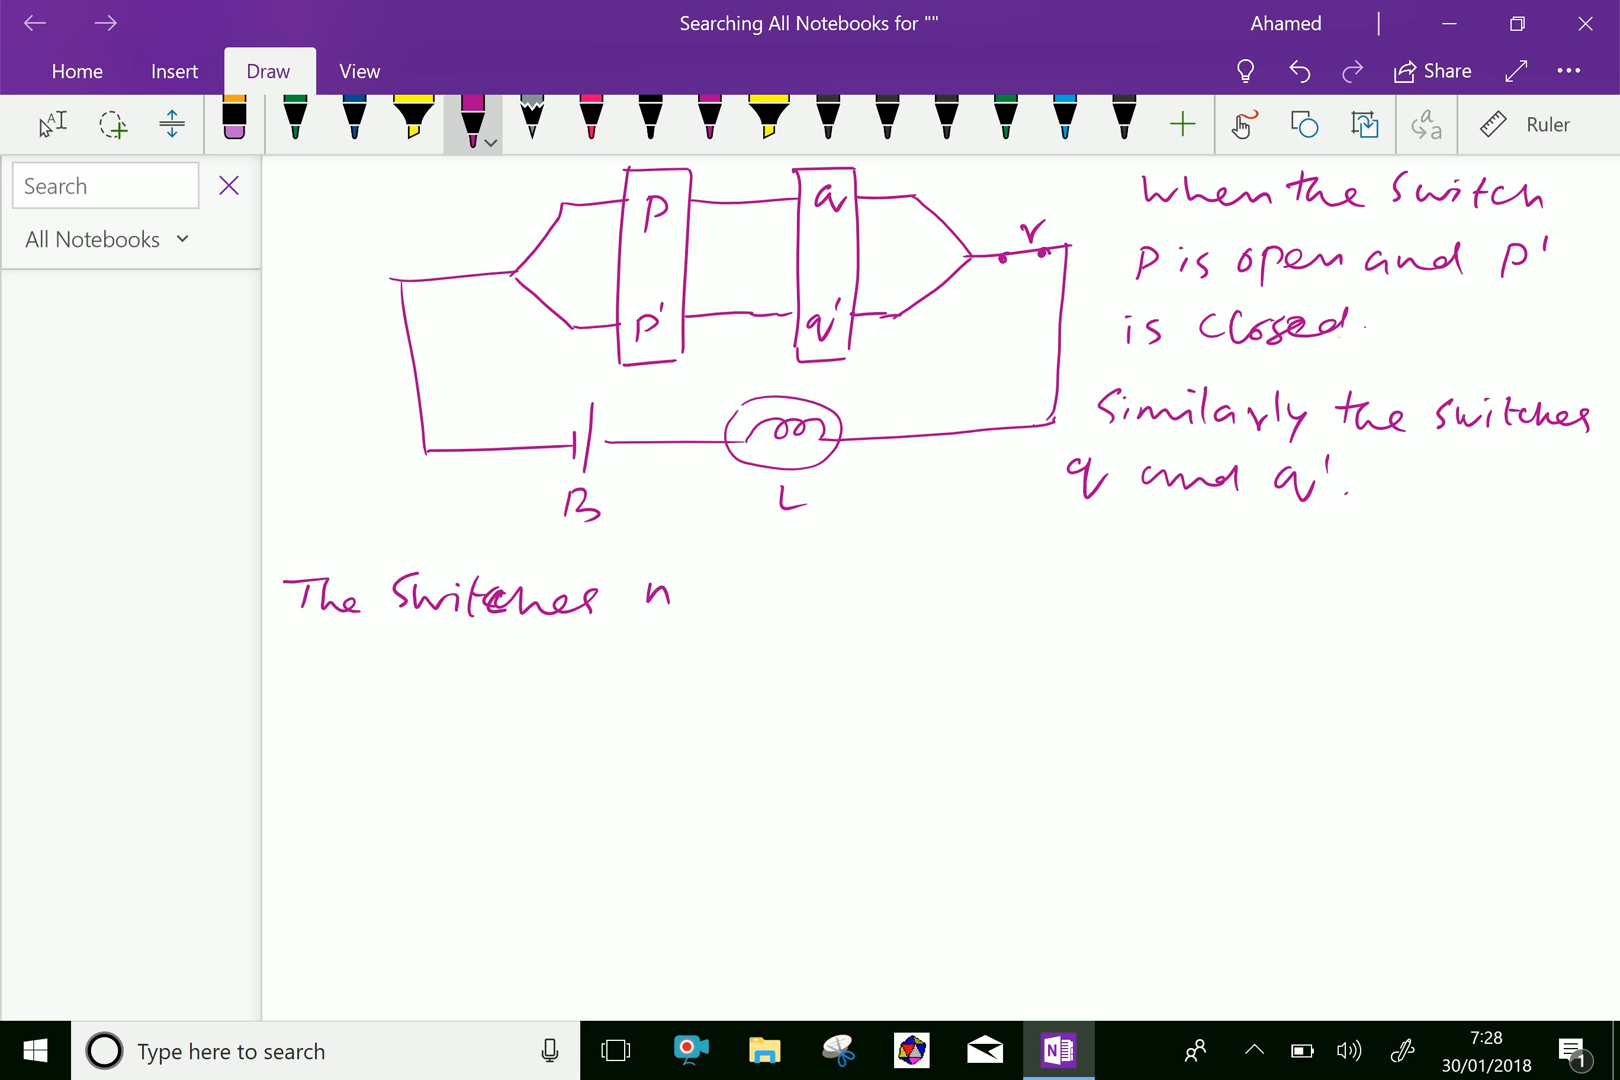 Searching All Notebooks for ""
Ahamed
Home Insert Draw View
Share
Ruler
Search
All Notebooks
p q
r
p' q'
B
L
When the switch
p is open and p'
is closed.
Similarly the switches
q and q'.
The Switches n
Type here to search
7:28
30/01/2018
1